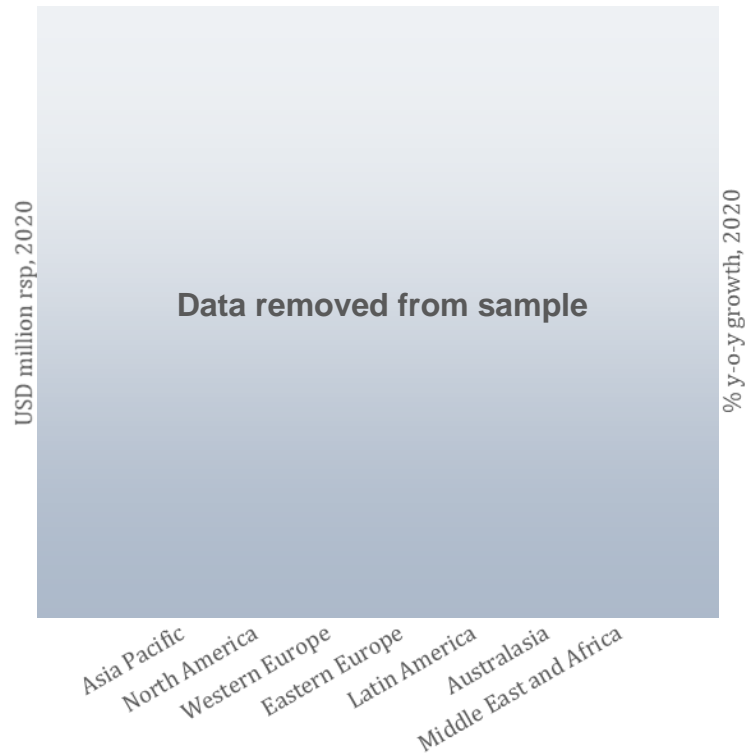 USD million rsp, 2020
Data removed from sample
% y-o-y growth, 2020
Asia Pacific
North America
Western Europe
Eastern Europe
Latin America
Australasia
Middle East and Africa